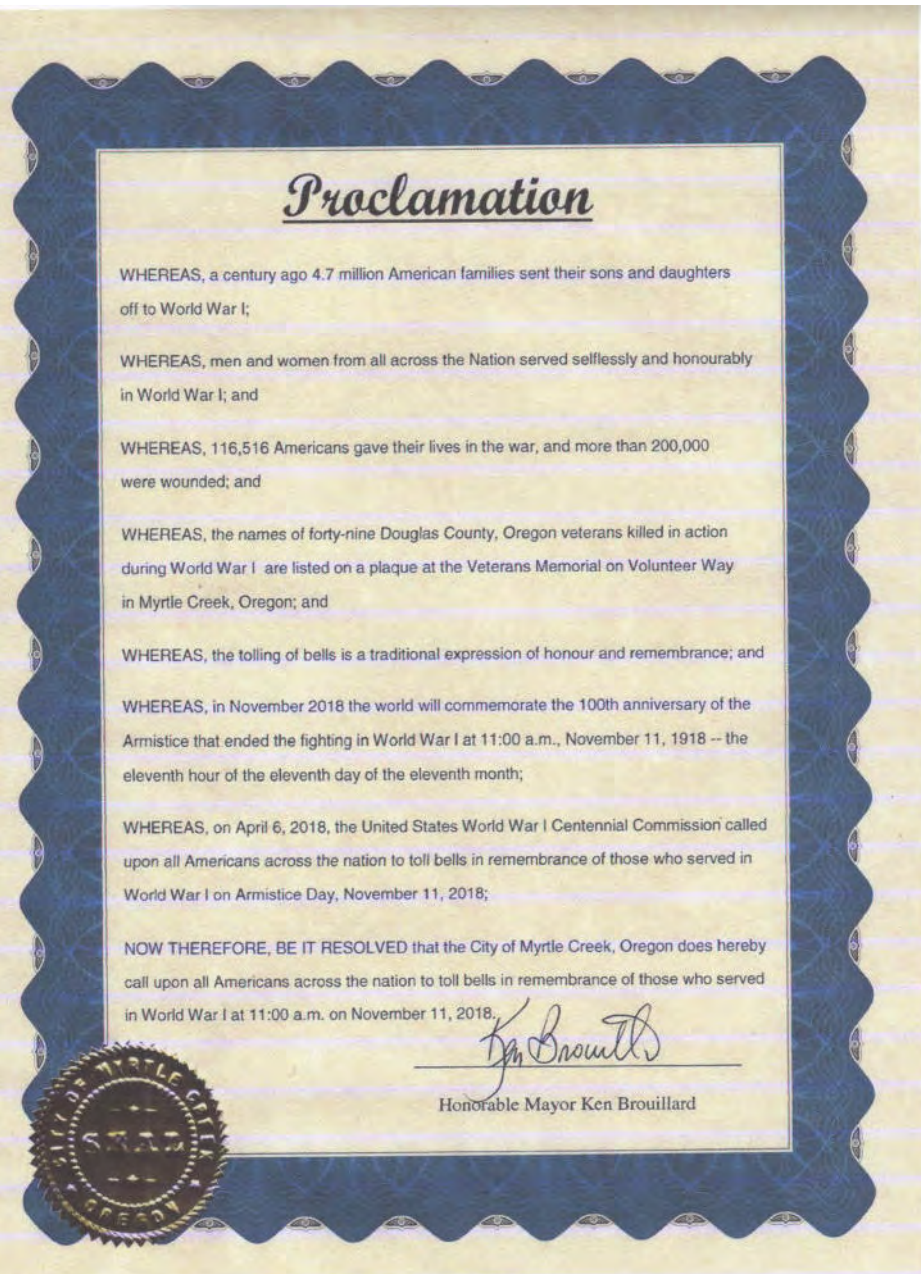 Proclamation
WHEREAS, a century ago 4.7 million American families sent their sons and daughters
off to World War I;
WHEREAS, men and women from all across the Nation served selflessly and honourably
in World War I; and
WHEREAS, 116,516 Americans gave their lives in the war, and more than 200,000
were wounded; and
WHEREAS, the names of forty-nine Douglas County, Oregon veterans killed in action
during World War I are listed on a plaque at the Veterans Memorial on Volunteer Way
in Myrtle Creek, Oregon; and
WHEREAS, the tolling of bells is a traditional expression of honour and remembrance; and
WHEREAS, in November 2018 the world will commemorate the 100th anniversary of the
Armistice that ended the fighting in World War I at 11:00 a.m., November 11, 1918 -- the
eleventh hour of the eleventh day of the eleventh month;
WHEREAS, on April 6, 2018, the United States World War I Centennial Commission called
upon all Americans across the nation to toll bells in remembrance of those who served in
World War I on Armistice Day, November 11, 2018;
NOW THEREFORE, BE IT RESOLVED that the City of Myrtle Creek, Oregon does hereby
call upon all Americans across the nation to toll bells in remembrance of those who served
in World War I at 11:00 a.m. on November 11, 2018.
Ken Brouillard
Honorable Mayor Ken Brouillard
CITY OF MYRTLE CREEK
SEAL
OREGON